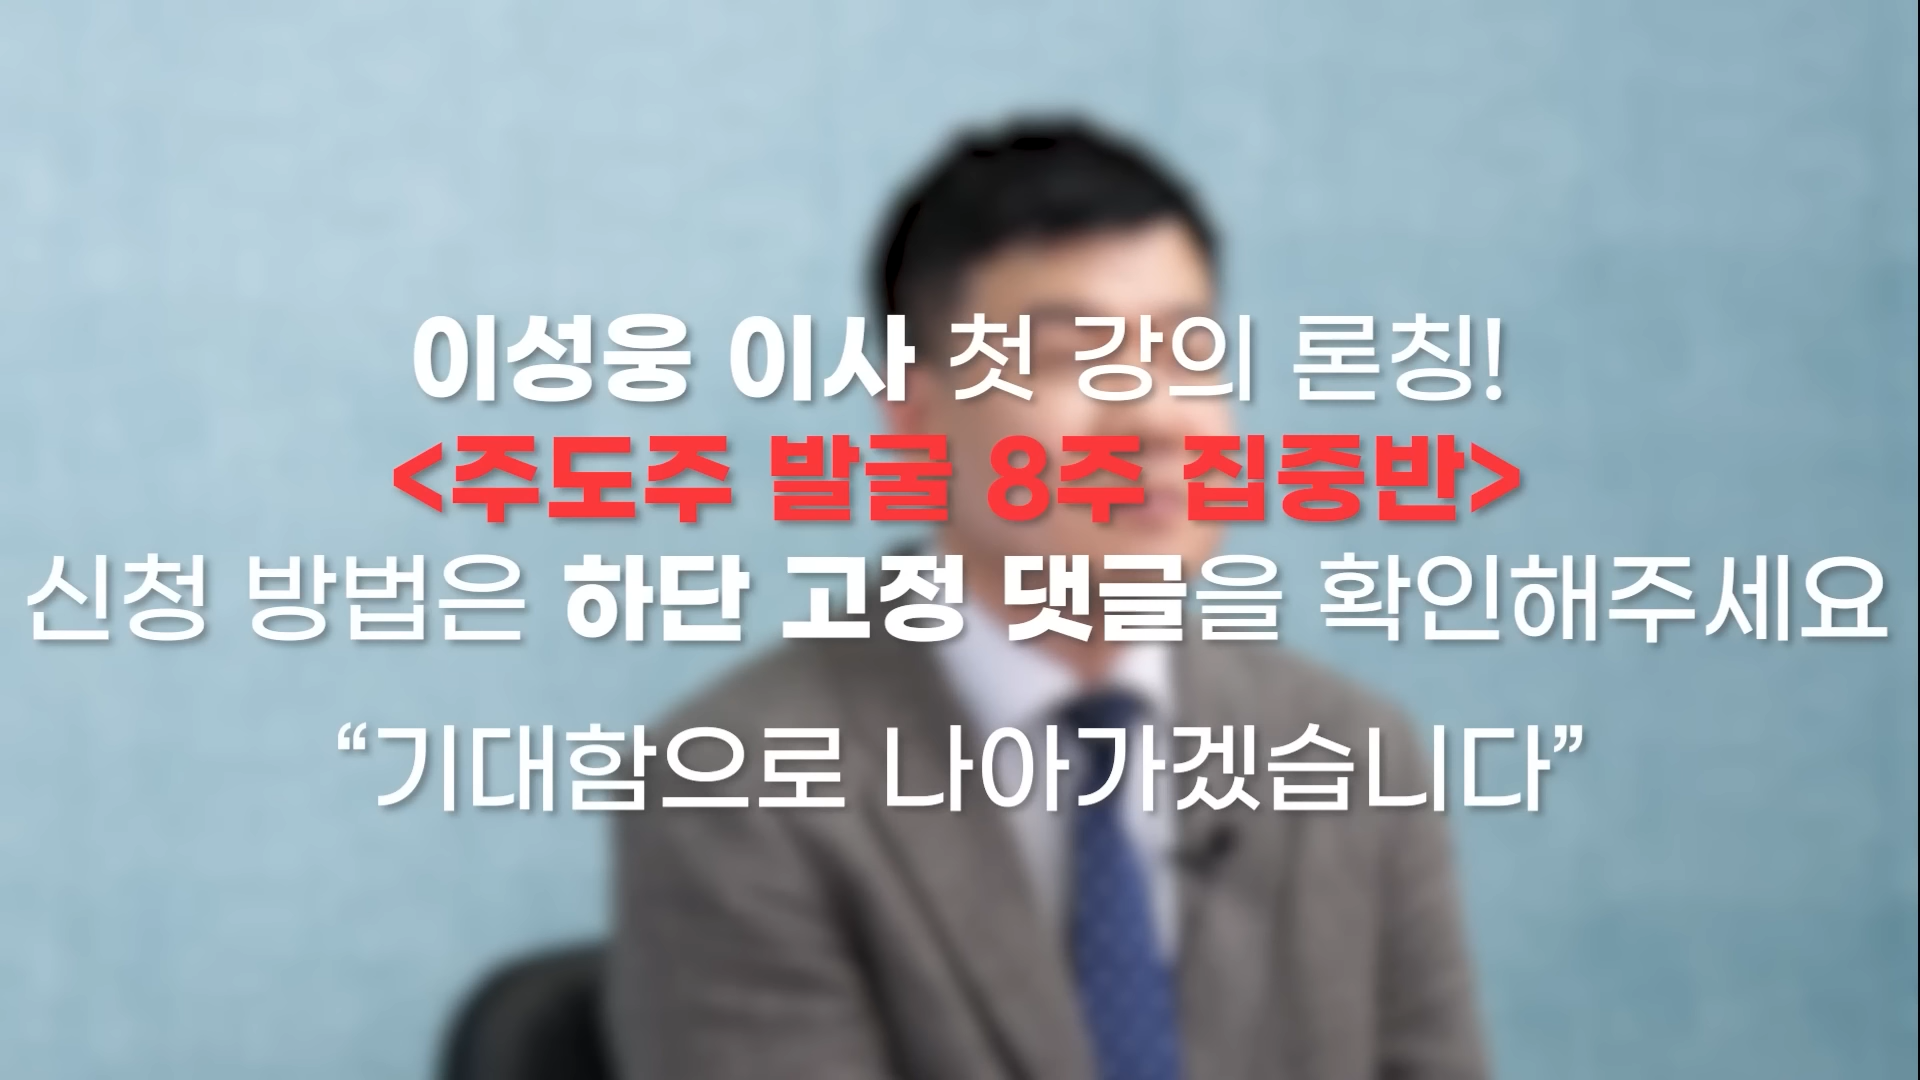 이성웅 이사 첫 강의 론칭!
<주도주 발굴 8주 집중반>
신청 방법은 하단 고정 댓글을 확인해주세요
“기대함으로 나아가겠습니다”